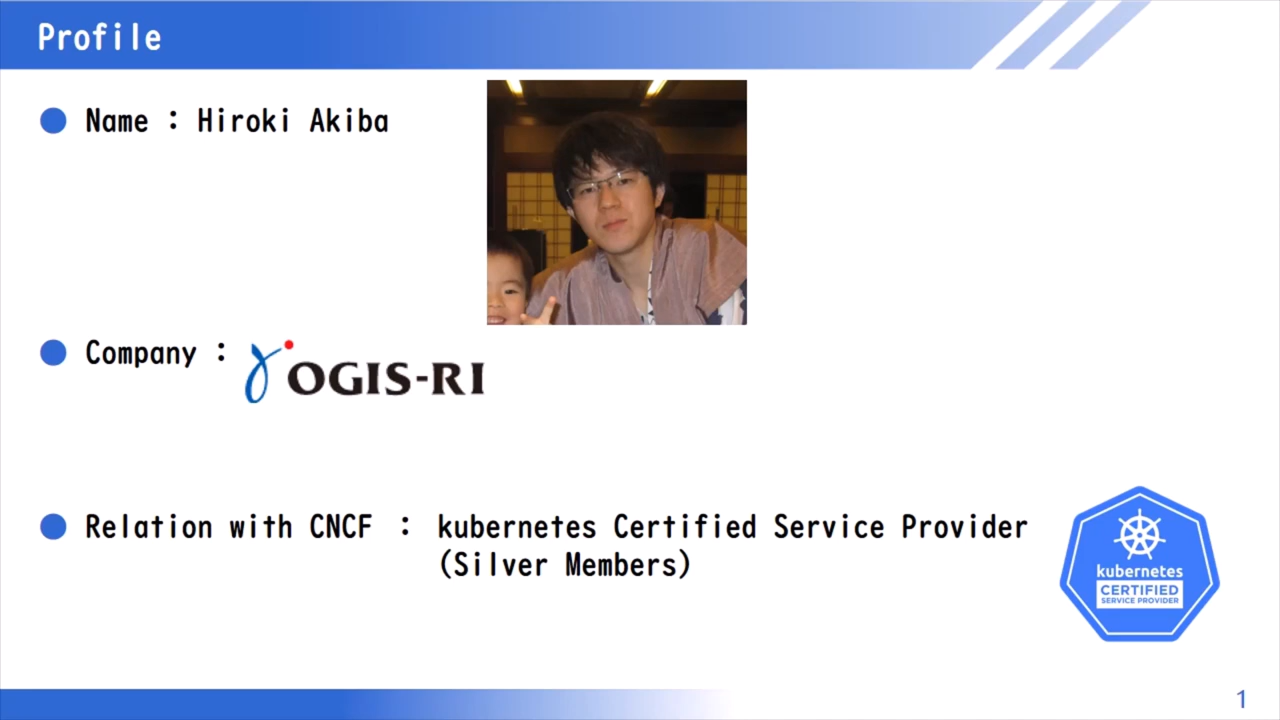 Profile
Name : Hiroki Akiba
Company :
OGIS-RI
Relation with CNCF : kubernetes Certified Service Provider
(Silver Members)
kubernetes
CERTIFIED
SERVICE PROVIDER
1